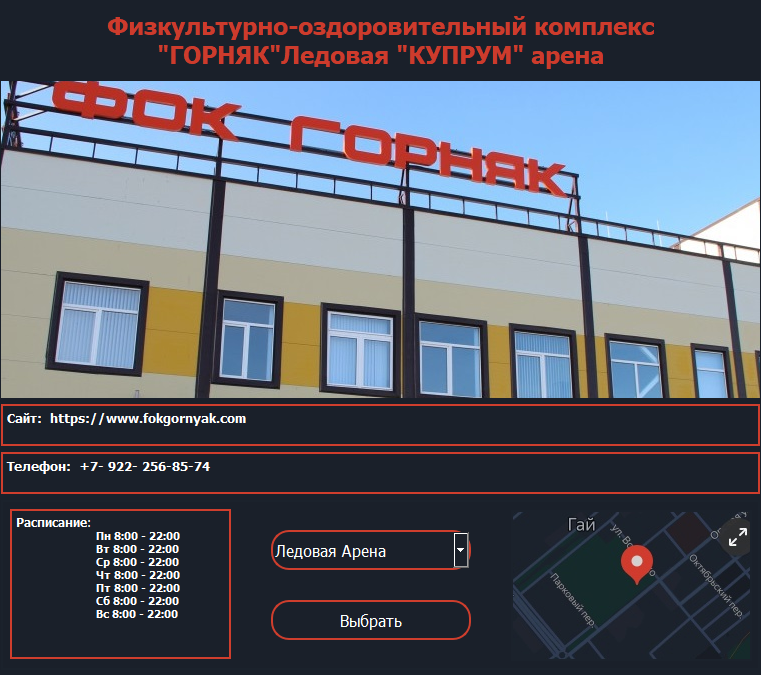 Физкультурно-оздоровительный комплекс
"ГОРНЯК"Ледовая "КУПРУМ" арена
ФОК ГОРНЯК
Сайт: https://www.fokgornyak.com
Телефон: +7- 922- 256-85-74
Расписание:
Пн 8:00 - 22:00
Вт 8:00 - 22:00
Ср 8:00 - 22:00
Чт 8:00 - 22:00
Пт 8:00 - 22:00
Сб 8:00 - 22:00
Вс 8:00 - 22:00
Ледовая Арена
Выбрать
Гай
ул.
Парковый пер.
Октябрьский пер.